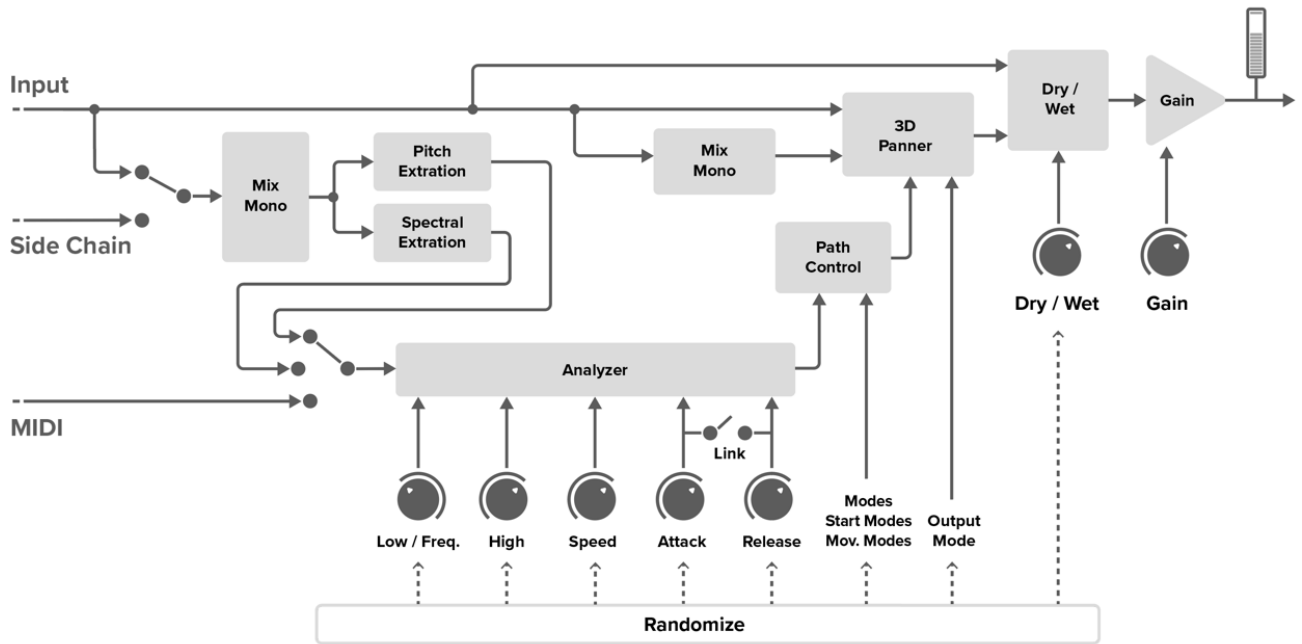 Input
Side Chain
MIDI
Mix
Mono
Pitch
Extration
Spectral
Extration
Mix
Mono
3D
Panner
Dry /
Wet
Gain
Path
Control
Analyzer
Dry / Wet
Gain
Link
Low / Freq.
High
Speed
Attack
Release
Modes
Start Modes
Mov. Modes
Output
Mode
Randomize